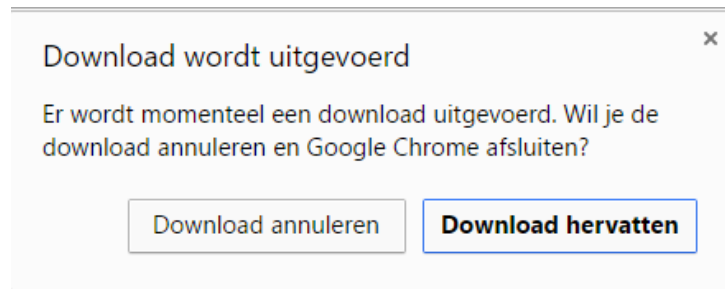 Download wordt uitgevoerd
Er wordt momenteel een download uitgevoerd. Wil je de
download annuleren en Google Chrome afsluiten?
Download annuleren
Download hervatten